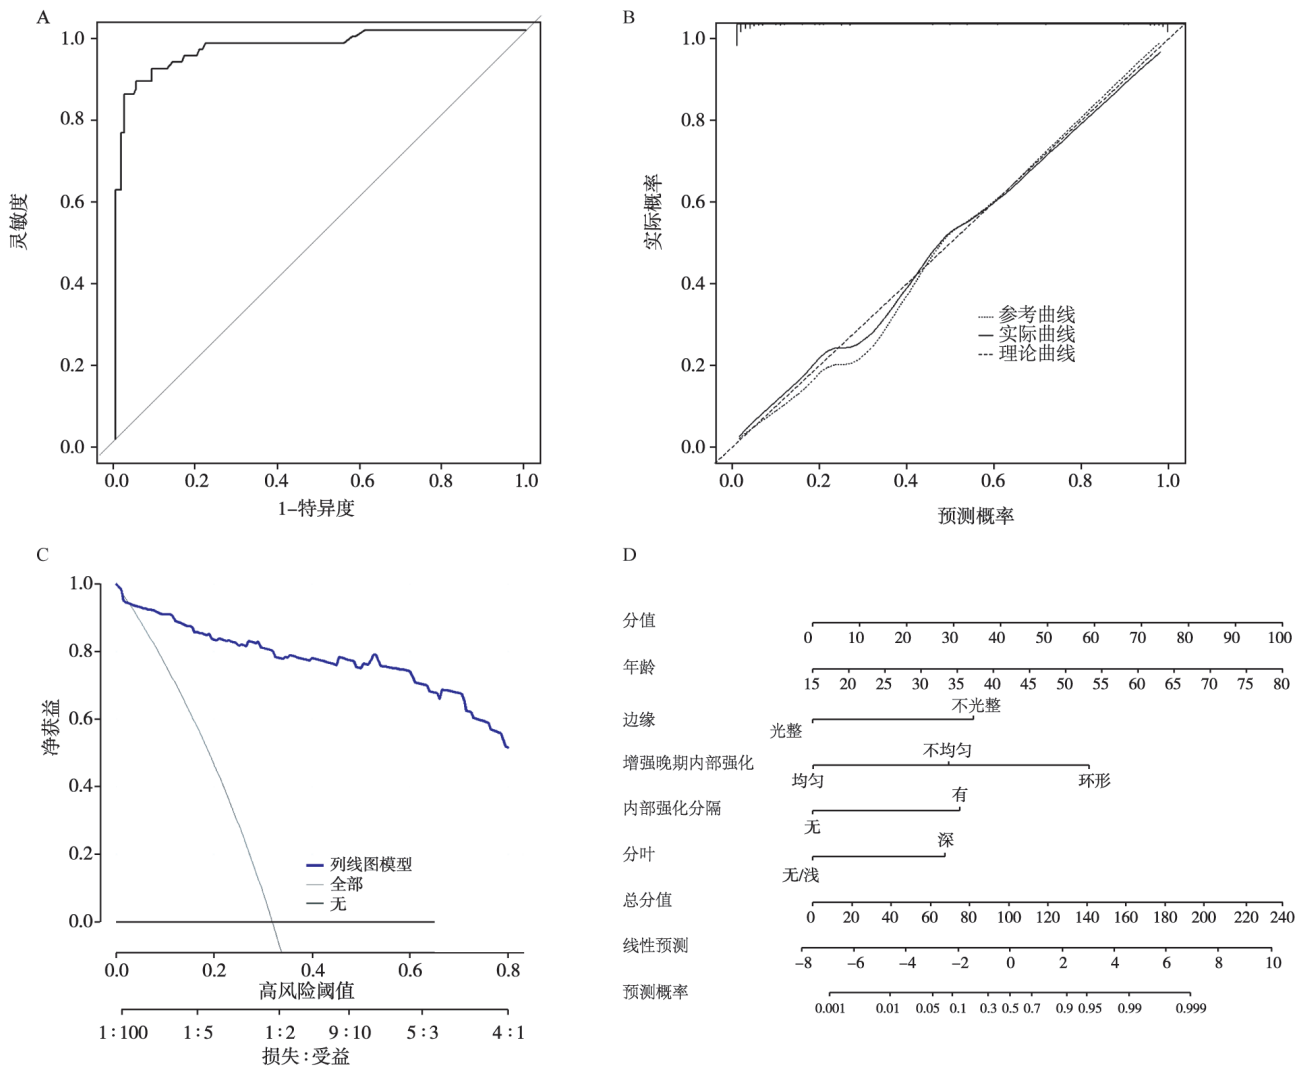 A
灵敏度
1.0
0.8
0.6
0.4
0.2
0.0
0.0 0.2 0.4 0.6 0.8 1.0
1-特异度
B
实际概率
1.0
0.8
0.6
0.4
0.2
0.0
参考曲线
实际曲线
理论曲线
0.0 0.2 0.4 0.6 0.8 1.0
预测概率
C
净获益
1.0
0.8
0.6
0.4
0.2
0.0
列线图模型
全部
无
0.0 0.2 0.4 0.6 0.8
高风险阈值
1:100 1:5 1:2 9:10 5:3 4:1
损失:受益
D
分值
0 10 20 30 40 50 60 70 80 90 100
年龄
15 20 25 30 35 40 45 50 55 60 65 70 75 80
边缘
不光整
光整
增强晚期内部强化
不均匀
均匀 环形
内部强化分隔
有
无
分叶
深
无/浅
总分值
0 20 40 60 80 100 120 140 160 180 200 220 240
线性预测
-8 -6 -4 -2 0 2 4 6 8 10
预测概率
0.001 0.01 0.05 0.1 0.3 0.5 0.7 0.9 0.95 0.99 0.999